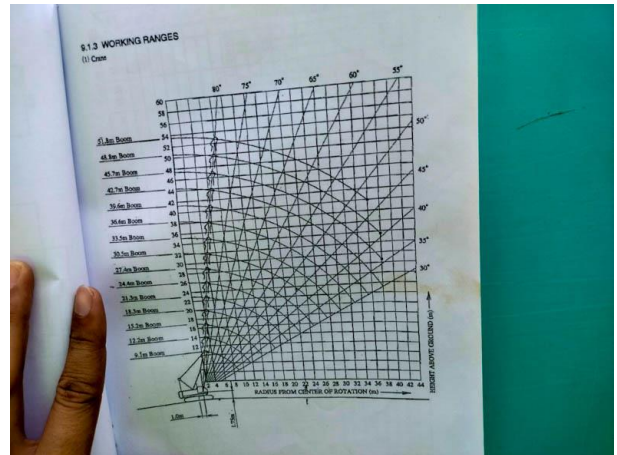 9.1.3 WORKING RANGES
(1) Crane
80° 75° 70° 65° 60° 55°
50°
45°
40°
35°
30°
60
58
56
54
52
50
48
46
44
42
40
38
36
34
32
30
28
26
24
22
20
18
16
14
12
51.8m Boom
48.8m Boom
45.7m Boom
42.7m Boom
39.6m Boom
36.6m Boom
33.5m Boom
30.5m Boom
27.4m Boom
24.4m Boom
21.3m Boom
18.3m Boom
15.2m Boom
12.2m Boom
9.1m Boom
2 4 6 8 10 12 14 16 18 20 22 24 26 28 30 32 34 36 38 40 42 44
RADIUS FROM CENTER OF ROTATION (m)
HEIGHT ABOVE GROUND (m)
1.0m